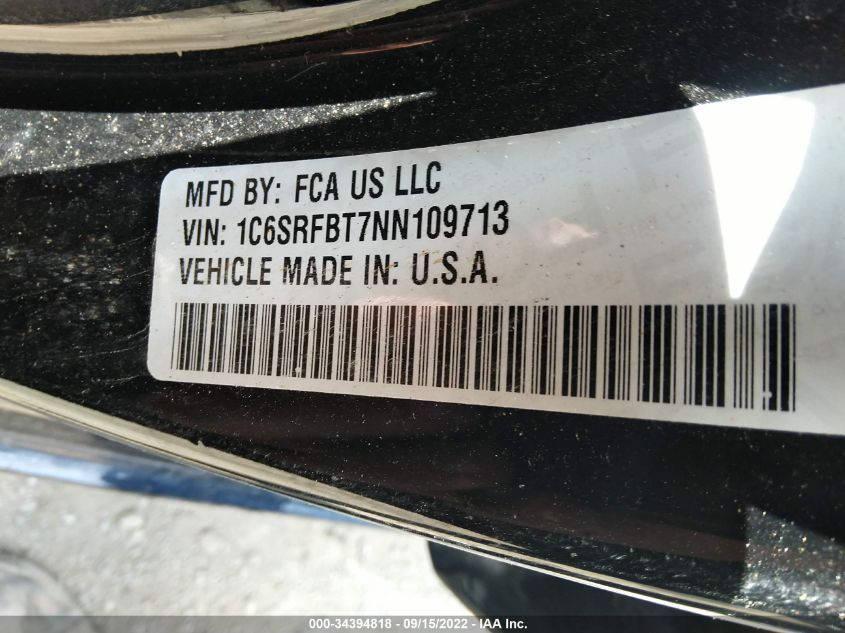 MFD BY: FCA US LLC
VIN: 1C6SRFBT7NN109713
VEHICLE MADE IN: U.S.A.
000-34394818 - 09/15/2022 - IAA Inc.